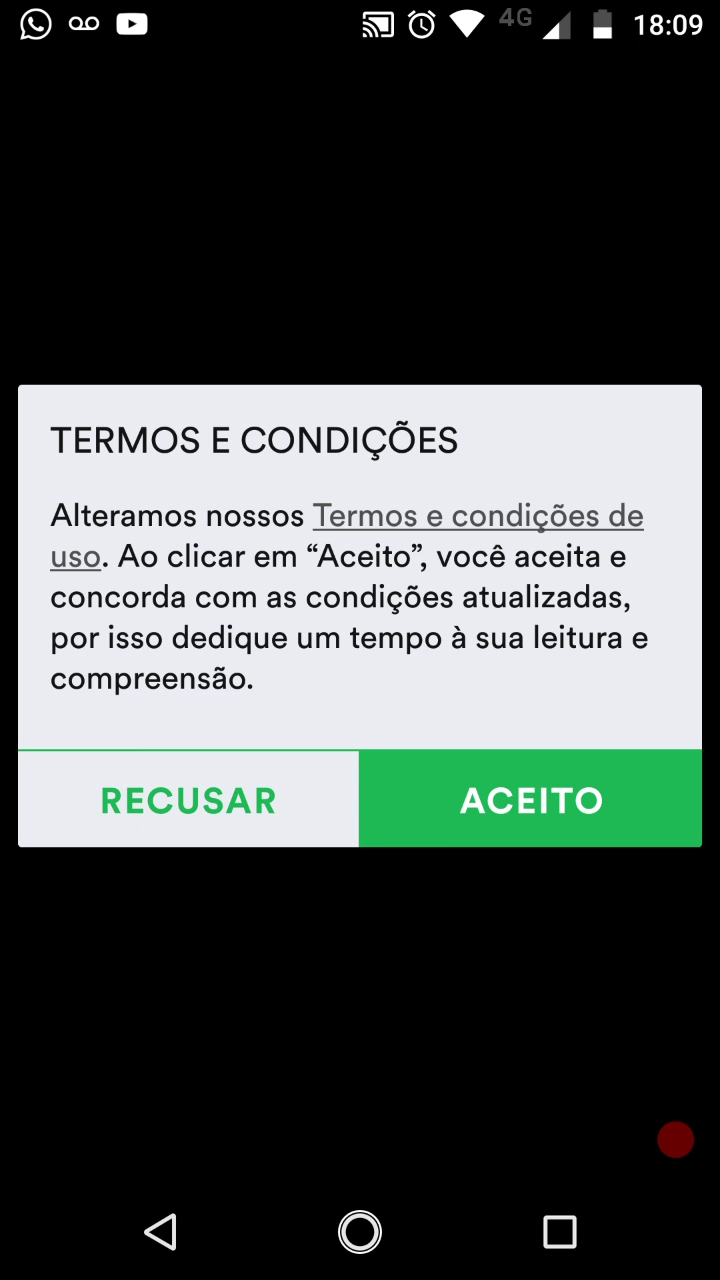 4G 18:09
TERMOS E CONDIÇÕES
Alteramos nossos Termos e condições de
uso. Ao clicar em “Aceito”, você aceita e
concorda com as condições atualizadas,
por isso dedique um tempo à sua leitura e
compreensão.
RECUSAR ACEITO